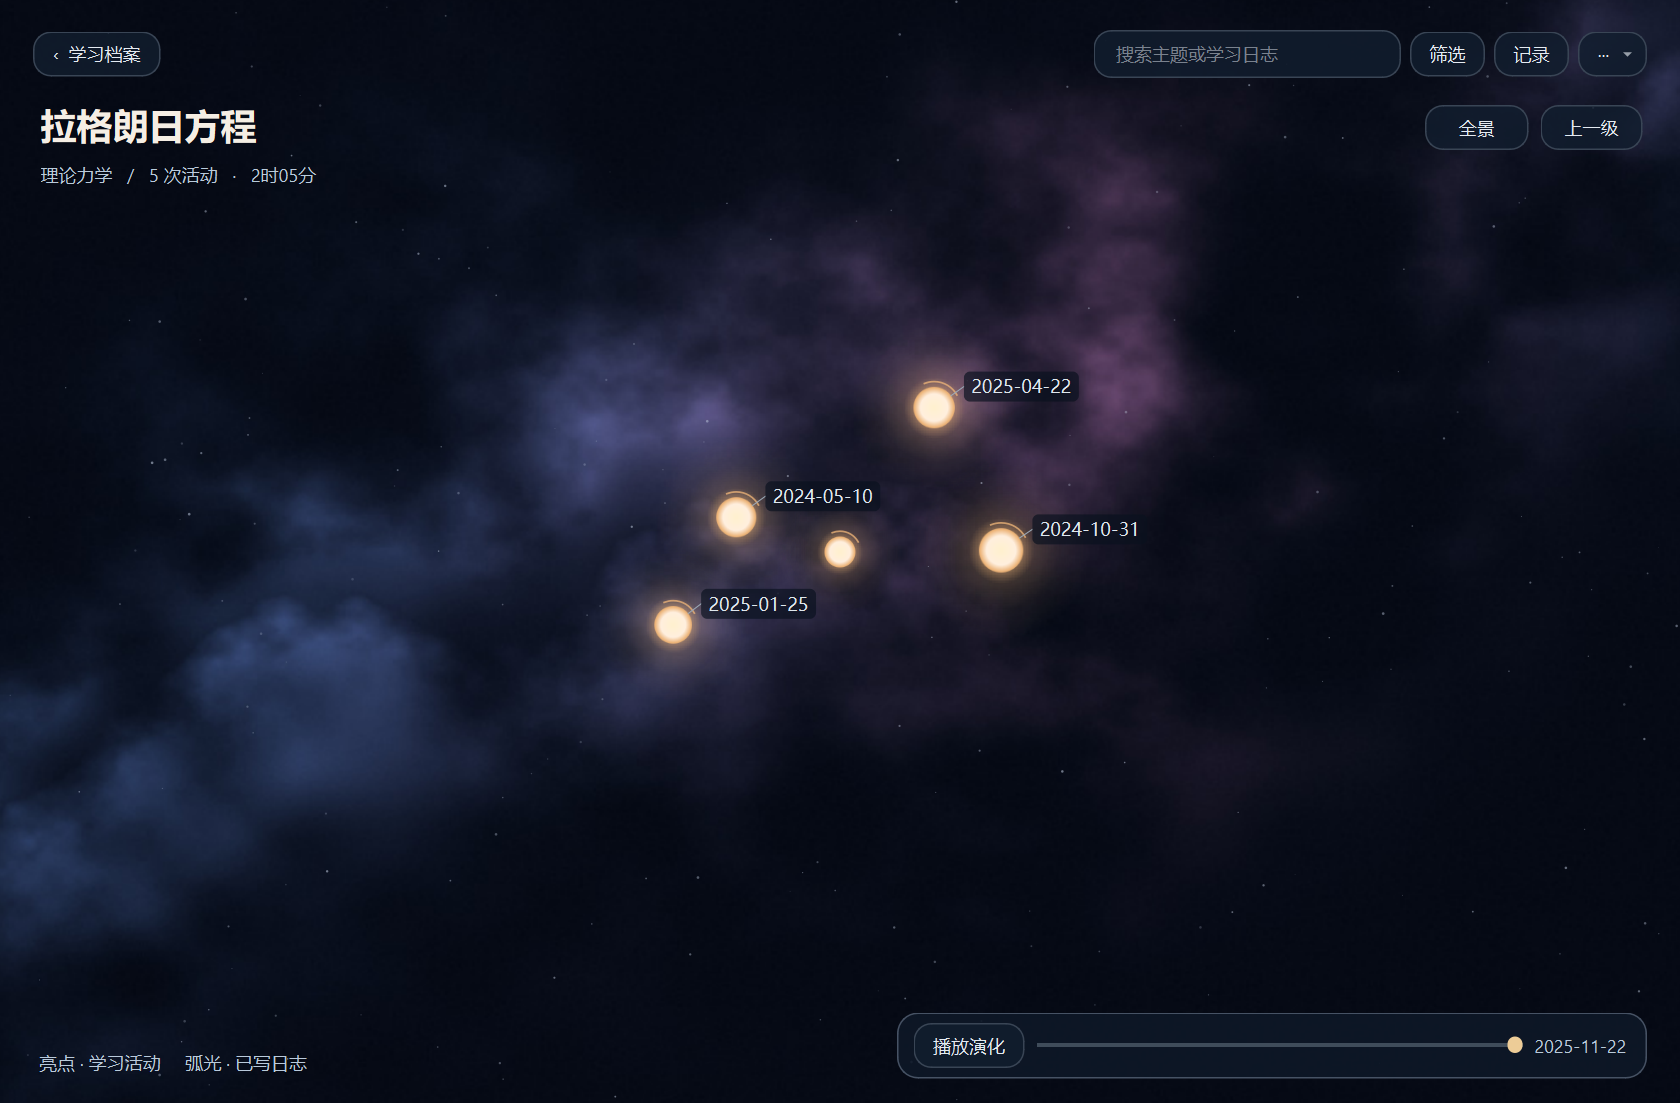 ‹ 学习档案
搜索主题或学习日志
筛选
记录
...
拉格朗日方程
全景
上一级
理论力学 / 5 次活动 · 2时05分
2025-04-22
2024-05-10
2024-10-31
2025-01-25
亮点 · 学习活动 弧光 · 已写日志
播放演化
2025-11-22